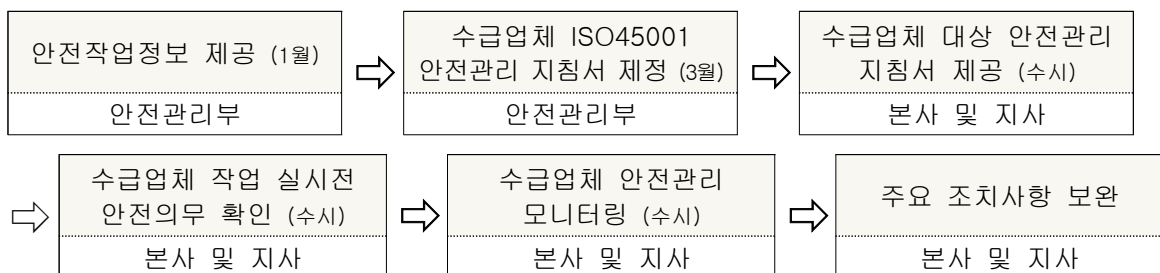 안전작업정보 제공 (1월)
안전관리부
수급업체 ISO45001
안전관리 지침서 제정 (3월)
안전관리부
수급업체 대상 안전관리
지침서 제공 (수시)
본사 및 지사
수급업체 작업 실시전
안전의무 확인 (수시)
본사 및 지사
수급업체 안전관리
모니터링 (수시)
본사 및 지사
주요 조치사항 보완
본사 및 지사